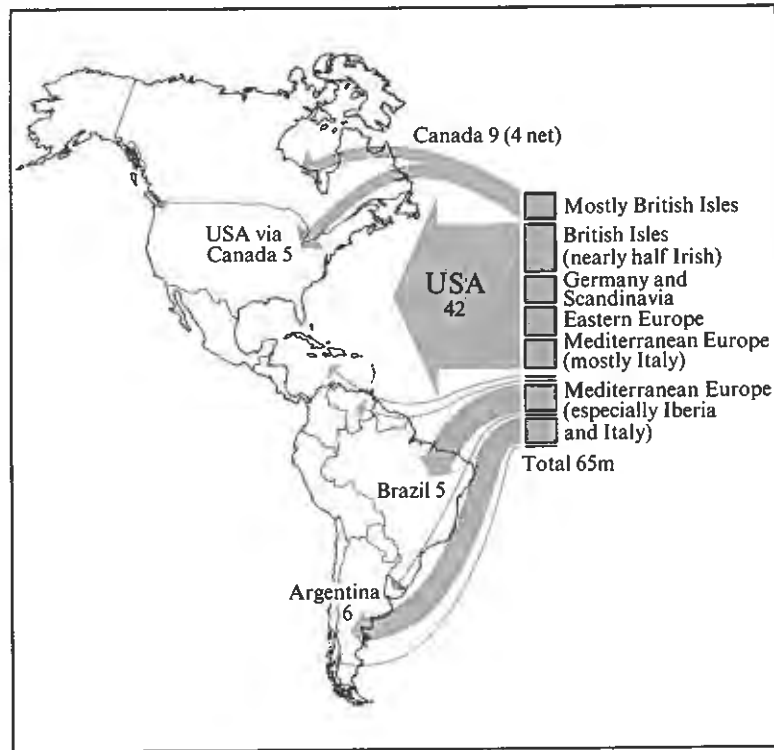 Canada 9 (4 net)
Mostly British Isles
USA via
Canada 5
British Isles
(nearly half Irish)
USA
42
Germany and
Scandinavia
Eastern Europe
Mediterranean Europe
(mostly Italy)
Mediterranean Europe
(especially Iberia
and Italy)
Total 65m
Brazil 5
Argentina
6